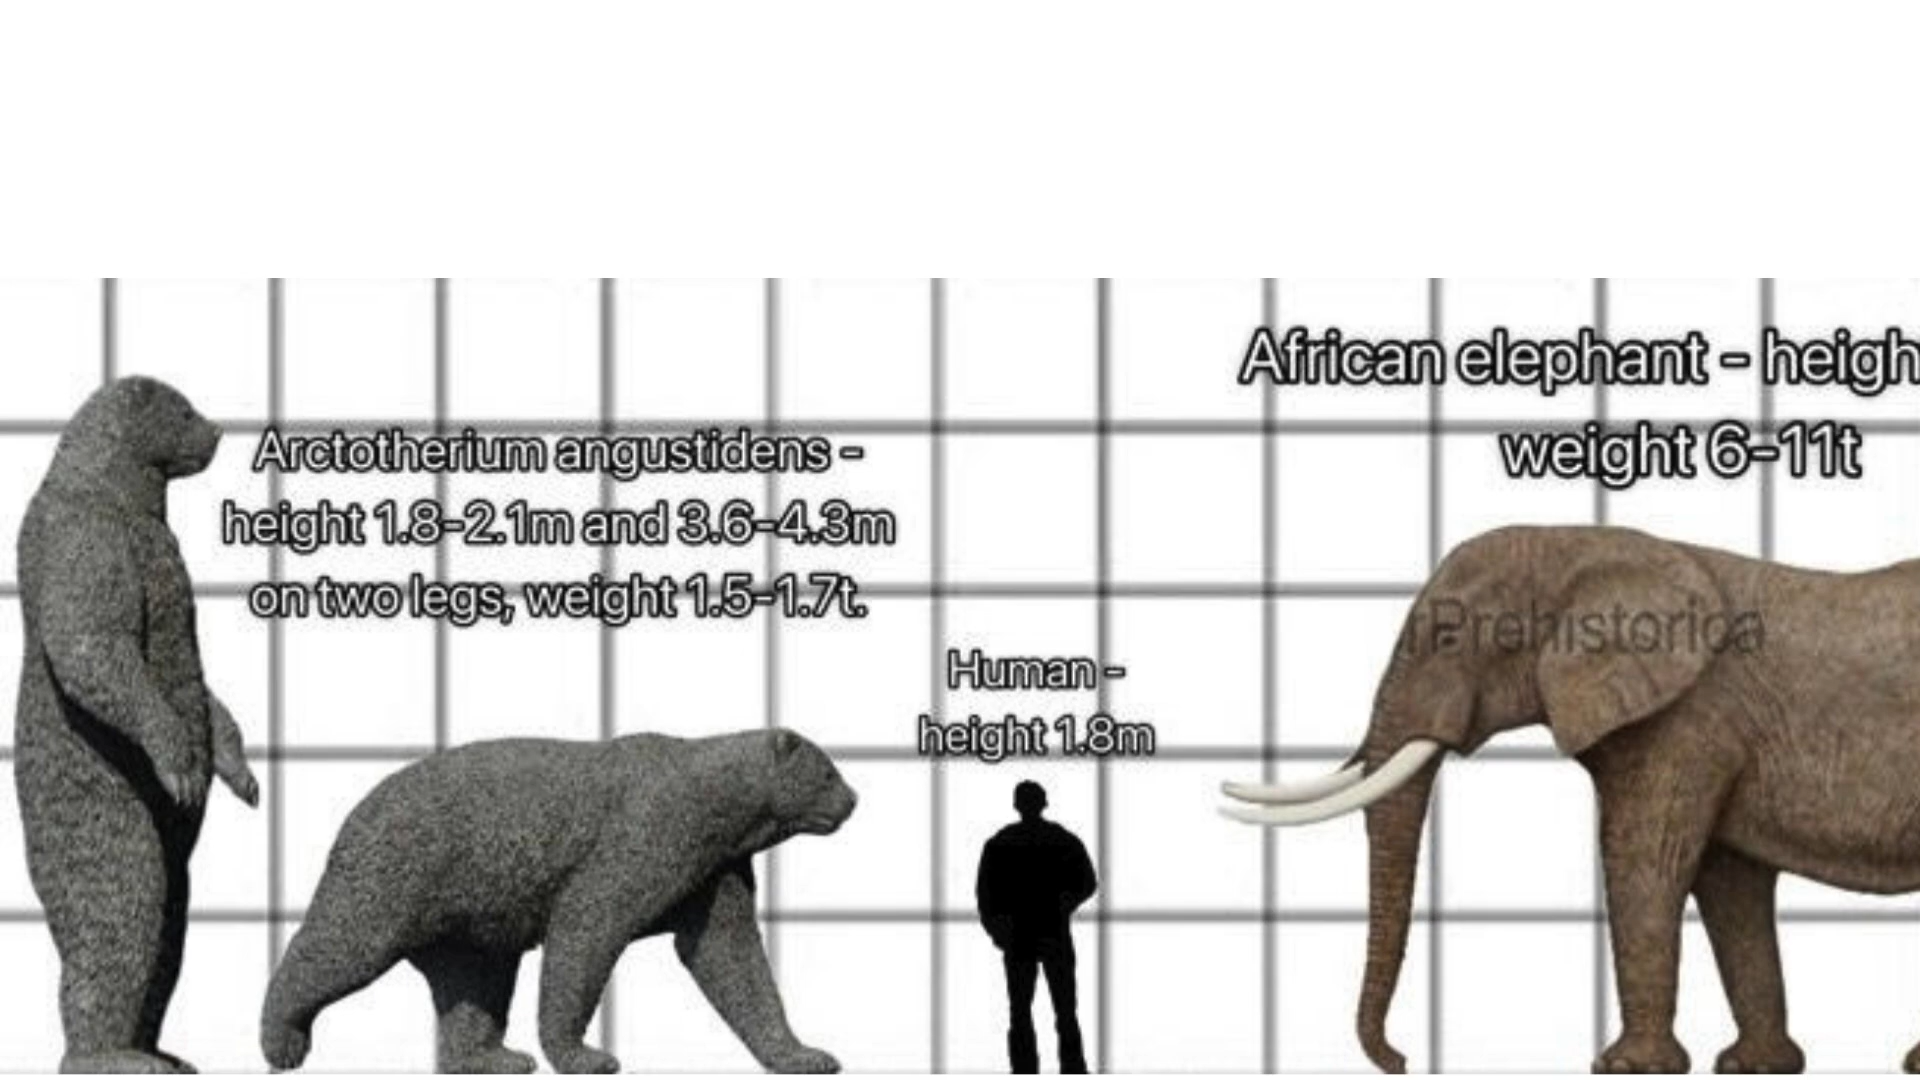 African elephant - heigh
weight 6-11t
Arctotherium angustidens -
height 1.8-2.1m and 3.6-4.3m
on two legs, weight 1.5-1.7t.
Human -
height 1.8m
rPrehistorica